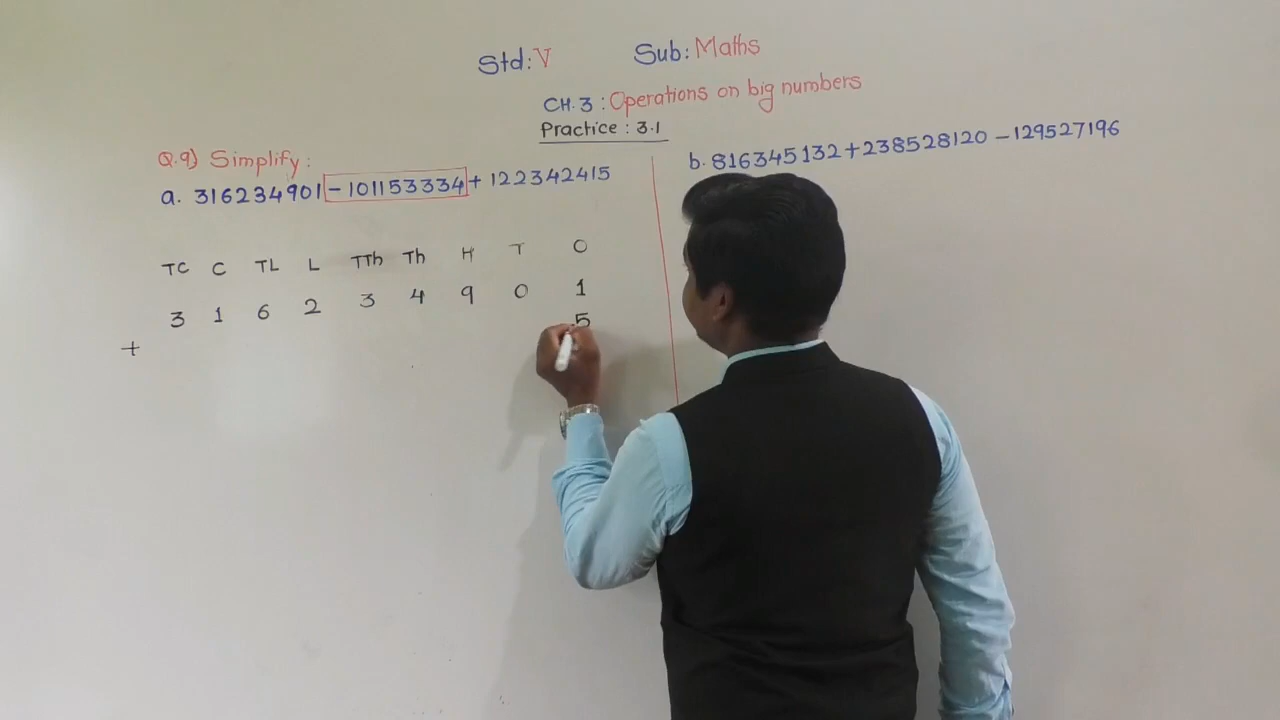 Std: V Sub: Maths
CH. 3 : Operations on big numbers
Practice : 3.1
Q.9) Simplify:
a. 316234901 - 101153334 + 122342415
b. 816345132 + 238528120 - 129527196
TC C TL L TTh Th H T O
3 1 6 2 3 4 9 0 1
+ 5